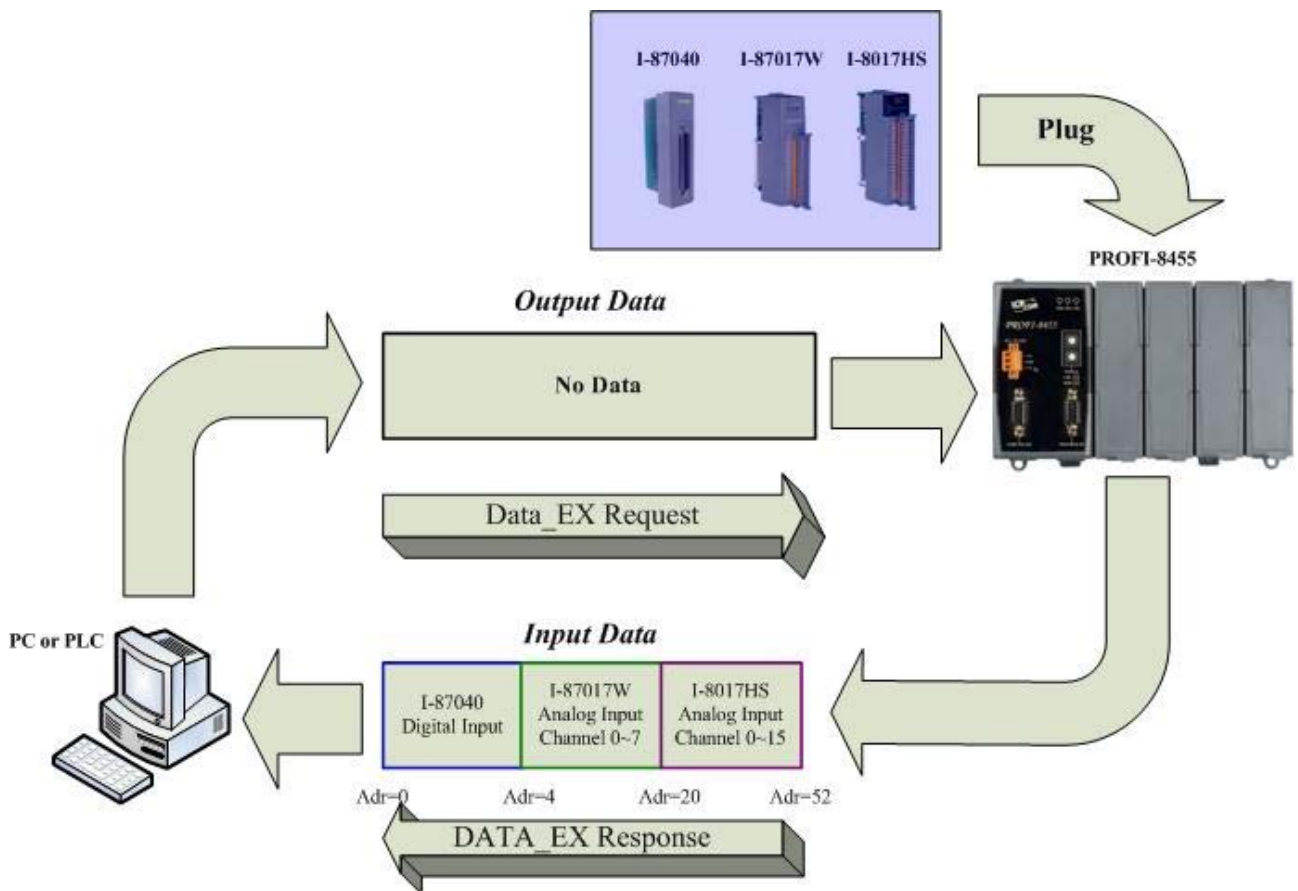 I-87040 I-87017W I-8017HS
Plug
PROFI-8455
Output Data
PROFI-8455
No Data
Data_EX Request
PC or PLC
Input Data
I-87040
Digital Input
I-87017W
Analog Input
Channel 0~7
I-8017HS
Analog Input
Channel 0~15
Adr=0 Adr=4 Adr=20 Adr=52
DATA_EX Response